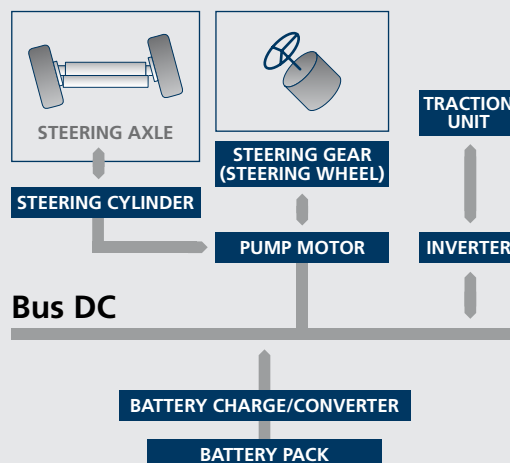 STEERING AXLE
STEERING GEAR
(STEERING WHEEL)
TRACTION
UNIT
STEERING CYLINDER
PUMP MOTOR
INVERTER
Bus DC
BATTERY CHARGE/CONVERTER
BATTERY PACK